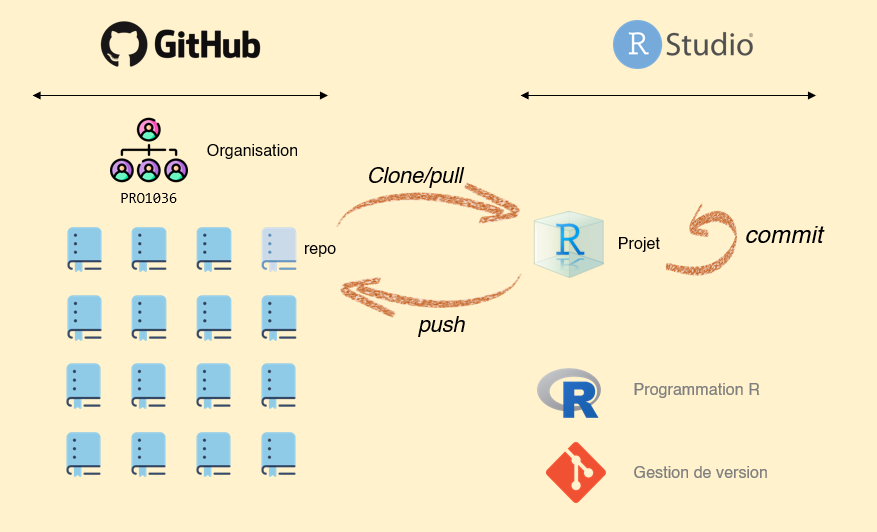 GitHub
R Studio®
Organisation
PRO1036
Clone/pull
repo
R
Projet
commit
push
R
Programmation R
Gestion de version